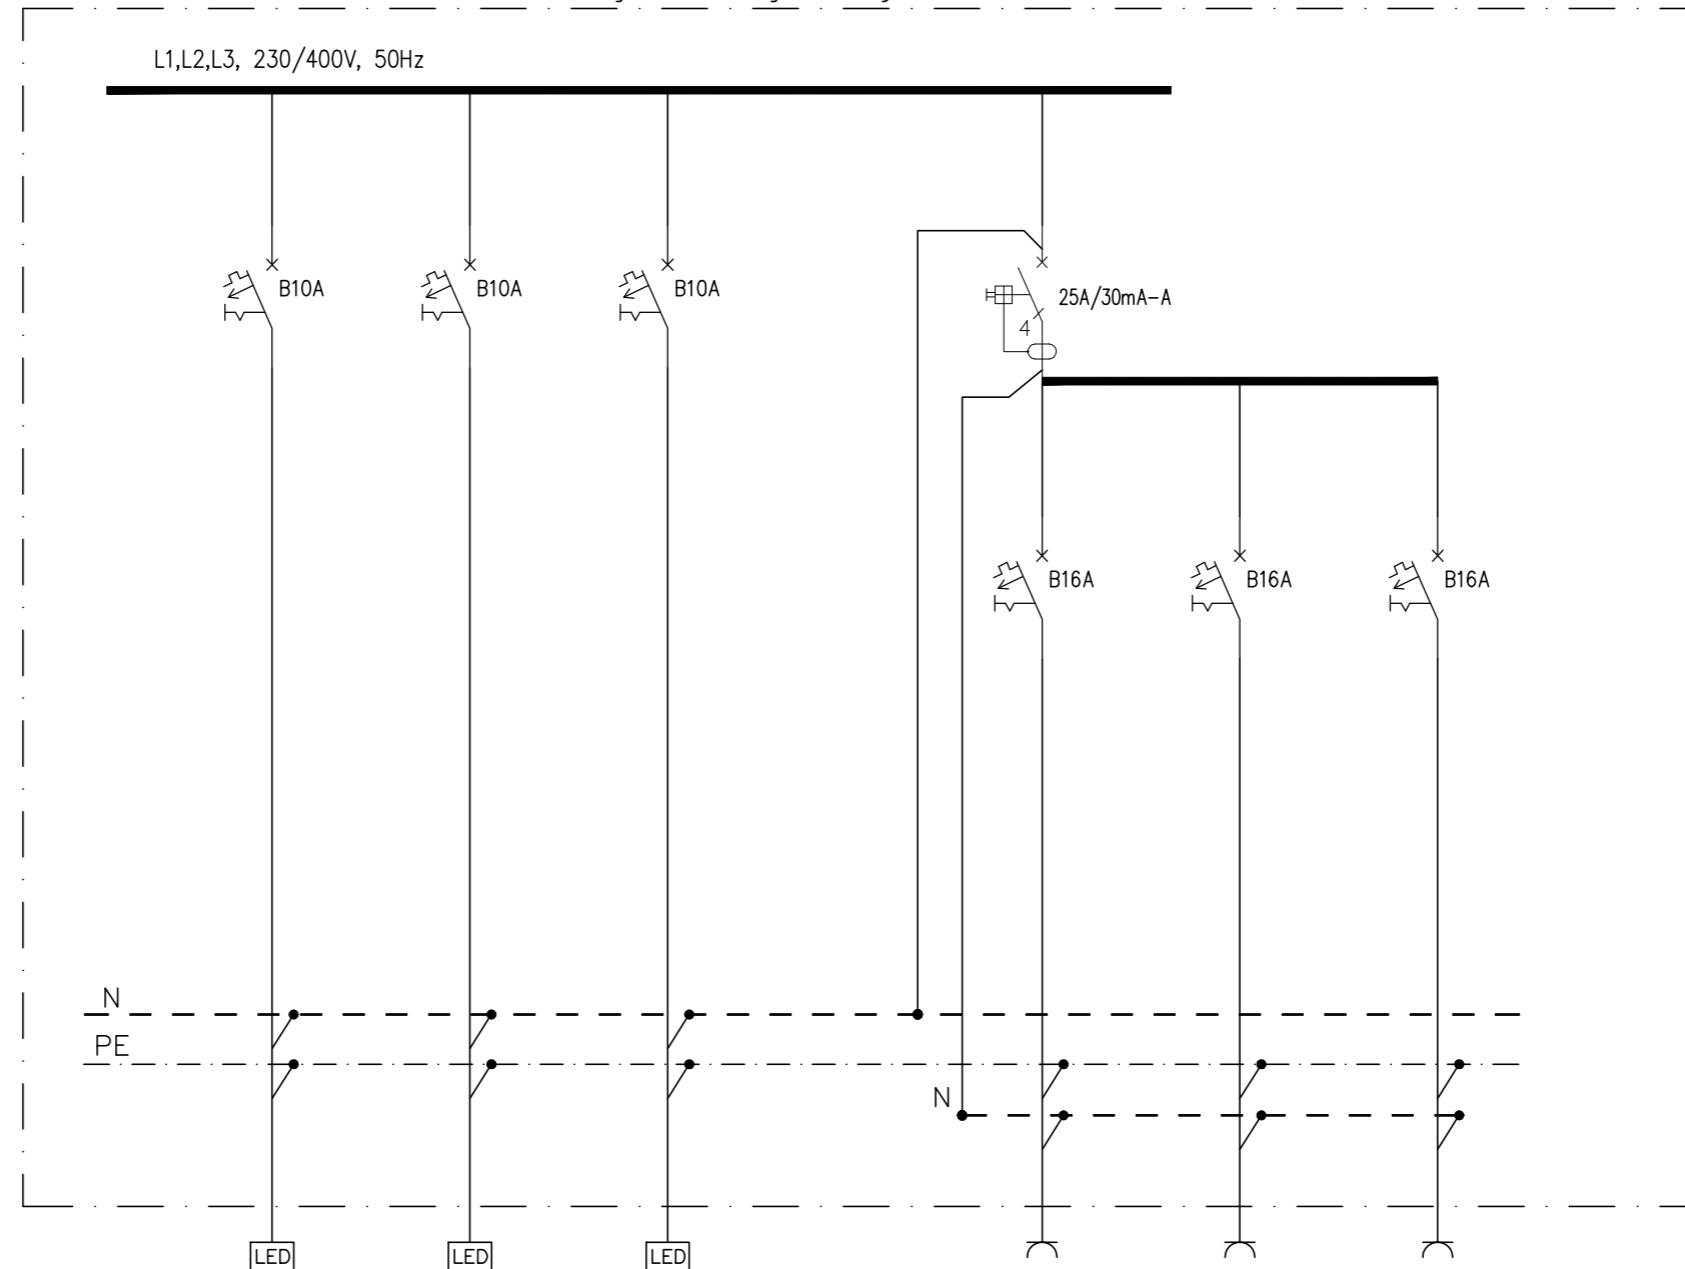 L1,L2,L3, 230/400V, 50Hz
B10A
B10A
B10A
25A/30mA-A
4
B16A
B16A
B16A
N
PE
N
LED
LED
LED